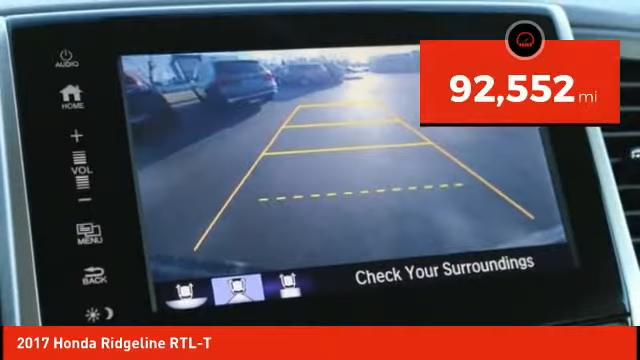 92,552 mi
AUDIO
HOME
+
VOL
-
MENU
BACK
Check Your Surroundings
2017 Honda Ridgeline RTL-T